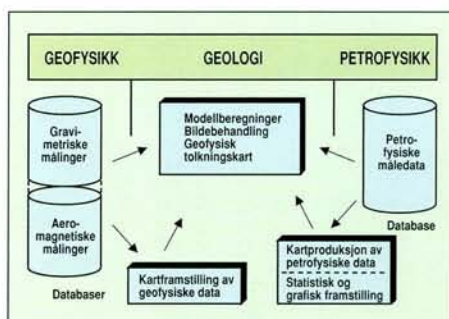 GEOFYSIKK GEOLOGI PETROFYSIKK
Gravi-
metriske
målinger
Aero-
magnetiske
målinger
Databaser
Modellberegninger
Bildebehandling
Geofysisk
tolkningskart
Petro-
fysiske
måledata
Database
Kartframstilling av
geofysiske data
Kartproduksjon av
petrofysiske data
Statistisk og
grafisk framstilling